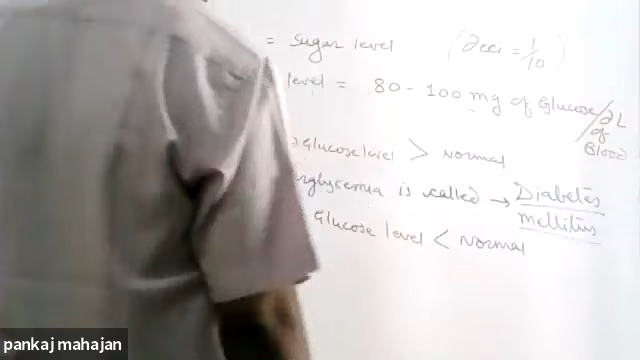 = sugar level (Deci = 1/10)
level = 80 - 100 mg of Glucose/dL of Blood
Glucose level > Normal
erglycemia is called → Diabetes mellitus
Glucose level < Normal
pankaj mahajan